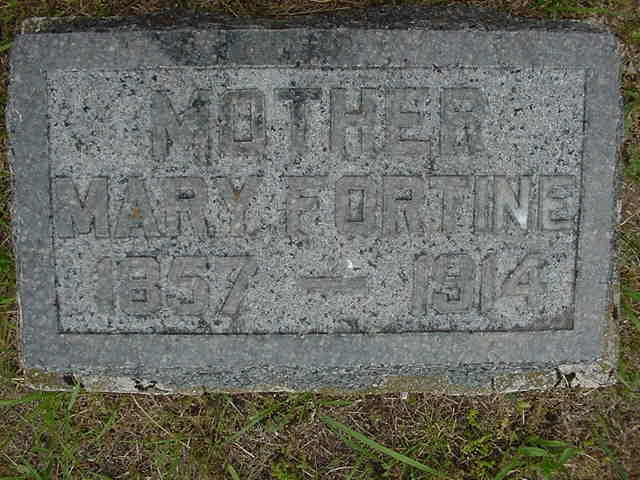 MOTHER
MARY FORTINE
1857 — 1914